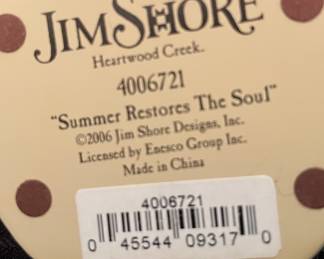 JIM SHORE
Heartwood Creek.
4006721
"Summer Restores The Soul"
©2006 Jim Shore Designs, Inc.
Licensed by Enesco Group Inc.
Made in China
4006721
0 45544 09317 0